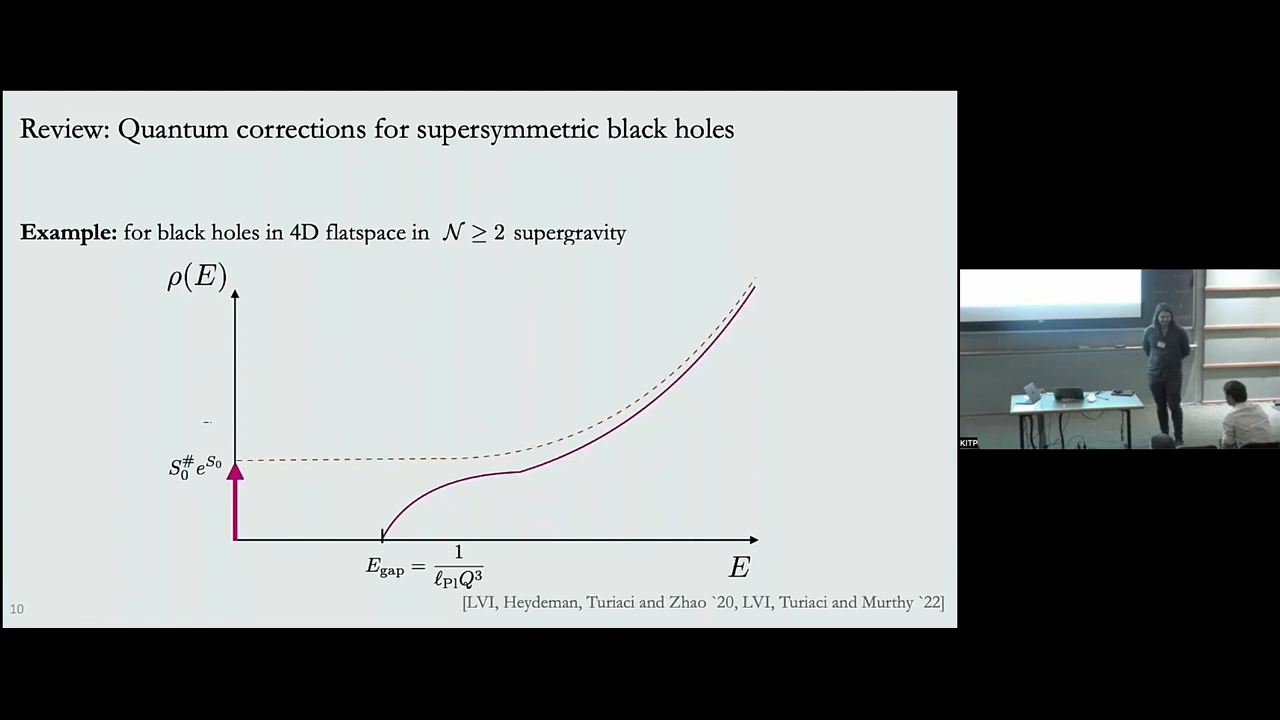 Review: Quantum corrections for supersymmetric black holes
Example: for black holes in 4D flatspace in 𝒩 ≥ 2 supergravity
ρ(E)
S₀^# e^{S₀}
E_gap = 1/(ℓ_Pl Q³)
E
[LVI, Heydeman, Turiaci and Zhao `20, LVI, Turiaci and Murthy `22]
10
KITP